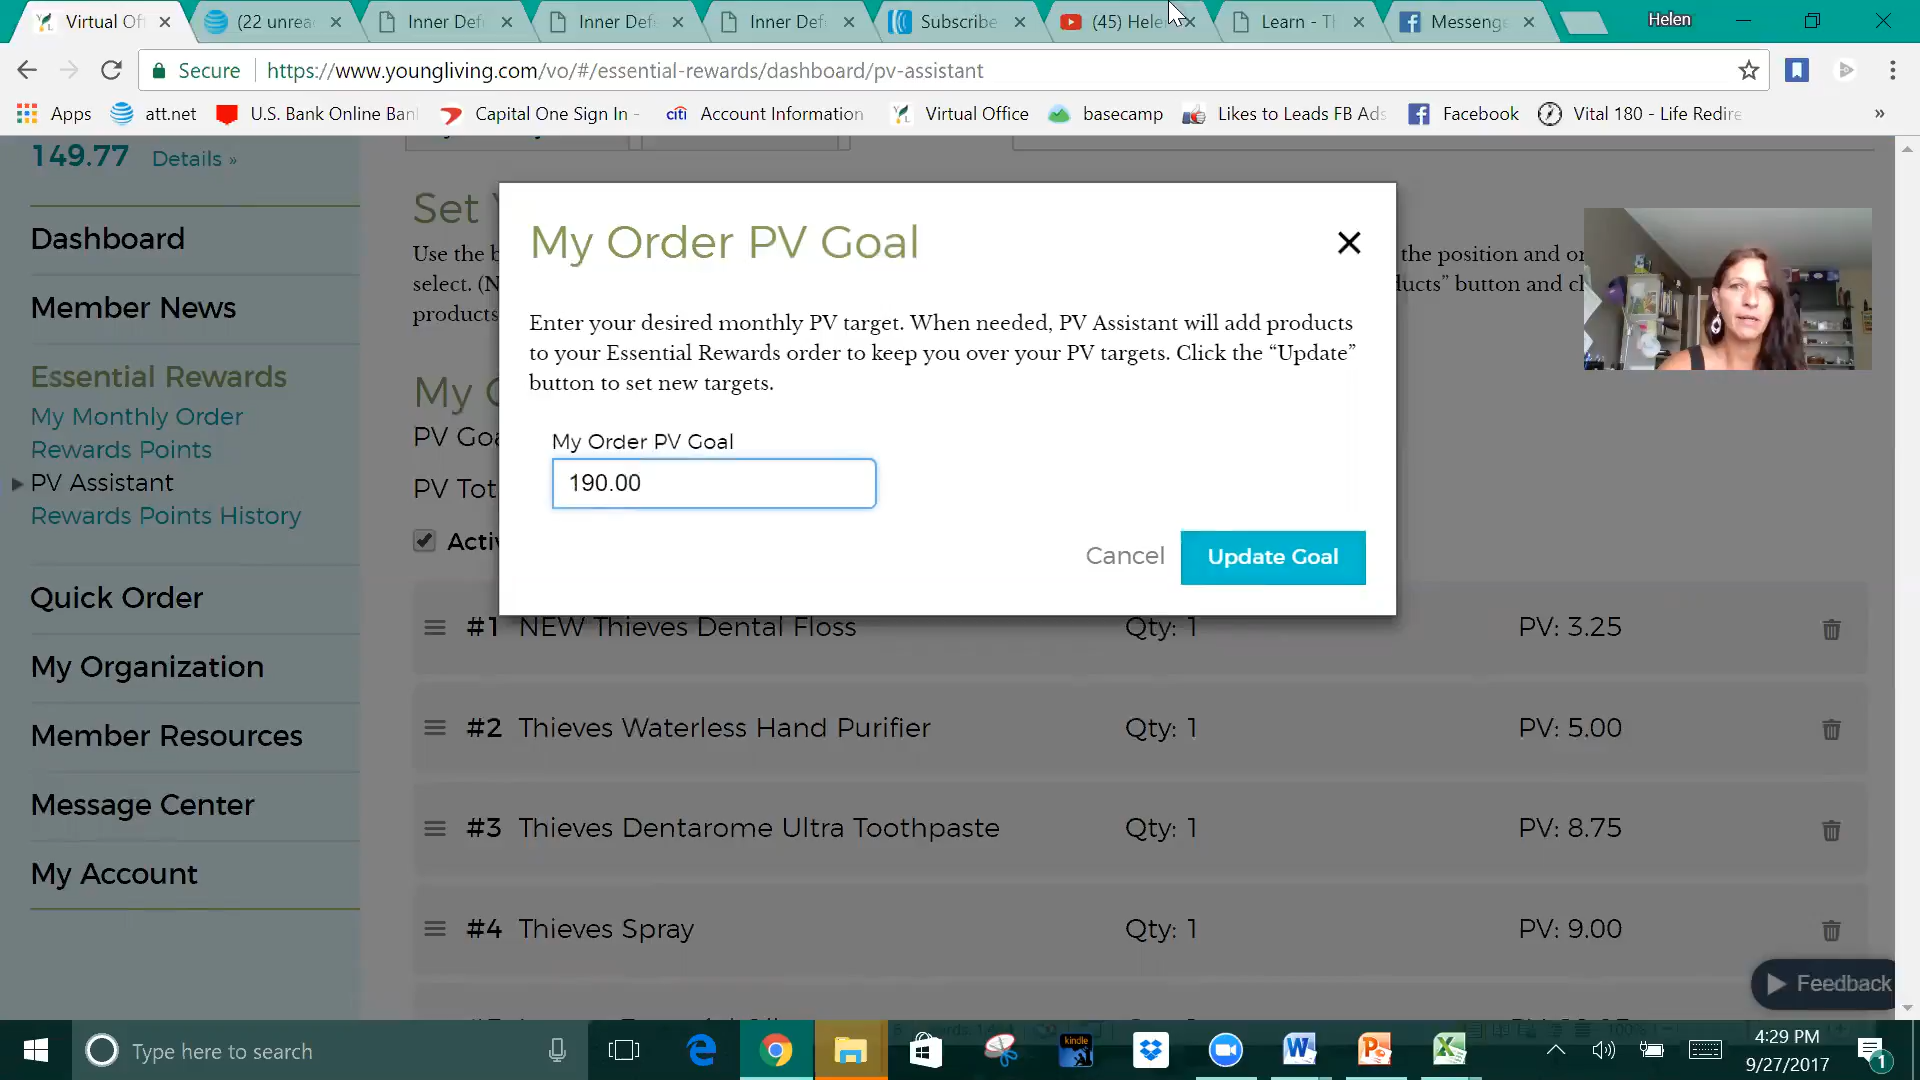 Virtual Of
(22 unrea
Inner Def
Inner Def
Inner Def
Subscribe
(45) Hele
Learn - Th
Messenge
Helen
Secure
https://www.youngliving.com/vo/#/essential-rewards/dashboard/pv-assistant
Apps
att.net
U.S. Bank Online Ban
Capital One Sign In -
citi
Account Information
Virtual Office
basecamp
Likes to Leads FB Ads
Facebook
Vital 180 - Life Redire
»
149.77 Details »
Dashboard
Member News
Essential Rewards
My Monthly Order
Rewards Points
PV Assistant
Rewards Points History
Quick Order
My Organization
Member Resources
Message Center
My Account
Set
Use the b
the position and or
select. (N
ducts” button and cl
products
My Order PV Goal
Enter your desired monthly PV target. When needed, PV Assistant will add products
to your Essential Rewards order to keep you over your PV targets. Click the “Update”
button to set new targets.
My Order PV Goal
190.00
Cancel
Update Goal
My
PV Goa
PV Tot
Activ
#1 NEW Thieves Dental Floss Qty: 1 PV: 3.25
#2 Thieves Waterless Hand Purifier Qty: 1 PV: 5.00
#3 Thieves Dentarome Ultra Toothpaste Qty: 1 PV: 8.75
#4 Thieves Spray Qty: 1 PV: 9.00
Feedback
Type here to search
kindle
4:29 PM
9/27/2017
1